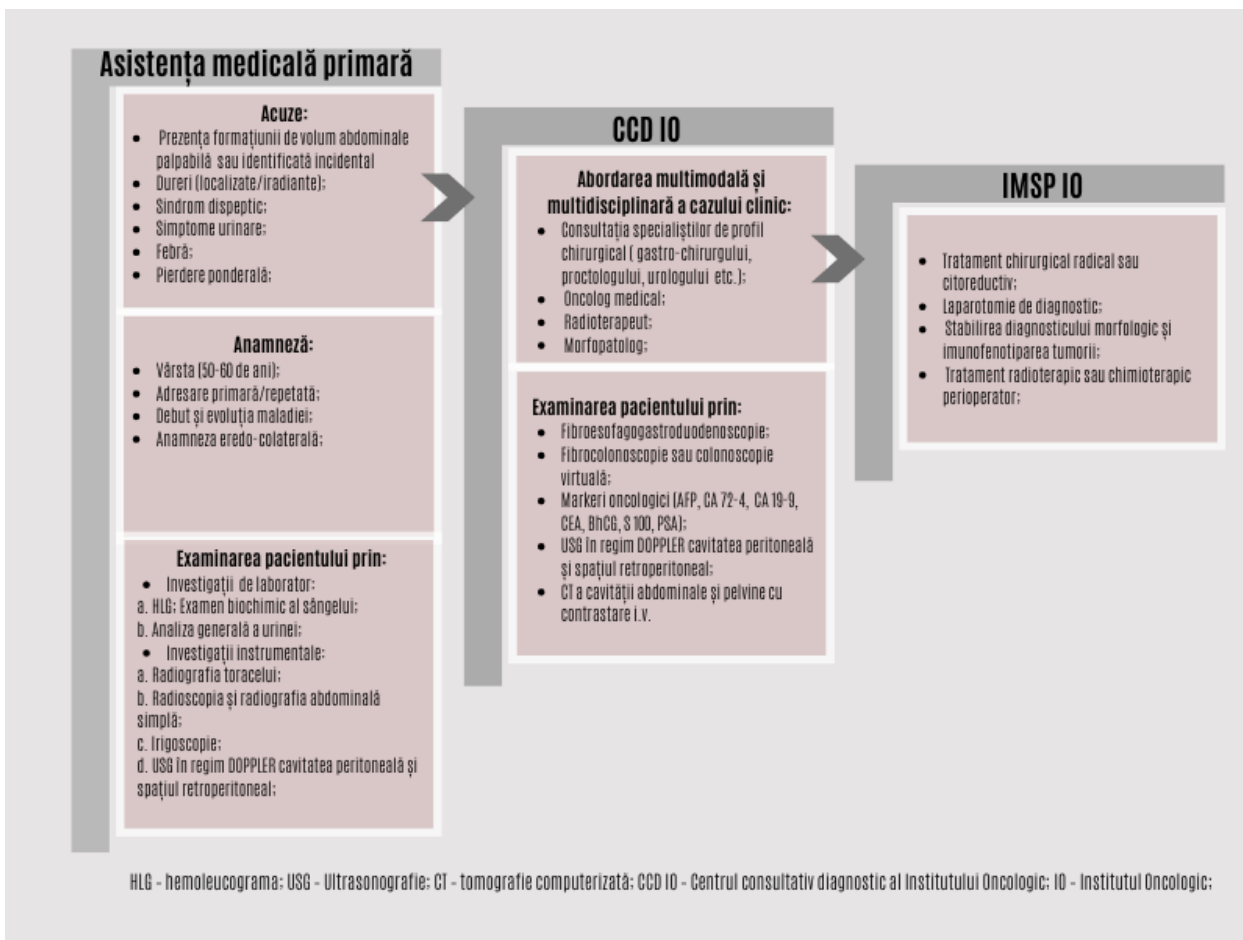 Asistența medicală primară
Acuze:
• Prezența formațiunii de volum abdominale
palpabilă sau identificată incidental
• Dureri (localizate/iradiante);
• Sindrom dispeptic;
• Simptome urinare;
• Febră;
• Pierdere ponderală;
Anamneză:
• Vârsta (50-60 de ani);
• Adresare primară/repetată;
• Debut și evoluția maladiei;
• Anamneza eredo-colaterală;
Examinarea pacientului prin:
• Investigații de laborator:
a. HLG; Examen biochimic al sângelui;
b. Analiza generală a urinei;
• Investigații instrumentale:
a. Radiografia toracelui;
b. Radioscopia și radiografia abdominală
simplă;
c. Irigoscopie;
d. USG în regim DOPPLER cavitatea peritoneală și
spațiul retroperitoneal;
CCD IO
Abordarea multimodală și
multidisciplinară a cazului clinic:
• Consultația specialiștilor de profil
chirurgical ( gastro-chirurgului,
proctologului, urologului etc.);
• Oncolog medical;
• Radioterapeut;
• Morfopatolog;
Examinarea pacientului prin:
• Fibroesofagogastroduodenoscopie;
• Fibrocolonoscopie sau colonoscopie
virtuală;
• Markeri oncologici (AFP, CA 72-4, CA 19-9,
CEA, BhCG, S 100, PSA);
• USG în regim DOPPLER cavitatea peritoneală
și spațiul retroperitoneal;
• CT a cavității abdominale și pelvine cu
contrastare i.v.
IMSP IO
• Tratament chirurgical radical sau
citoreductiv;
• Laparotomie de diagnostic;
• Stabilirea diagnosticului morfologic și
imunofenotiparea tumorii;
• Tratament radioterapic sau chimioterapic
perioperator;
HLG - hemoleucograma; USG - Ultrasonografie; CT - tomografie computerizată; CCD IO - Centrul consultativ diagnostic al Institutului Oncologic; IO - Institutul Oncologic;